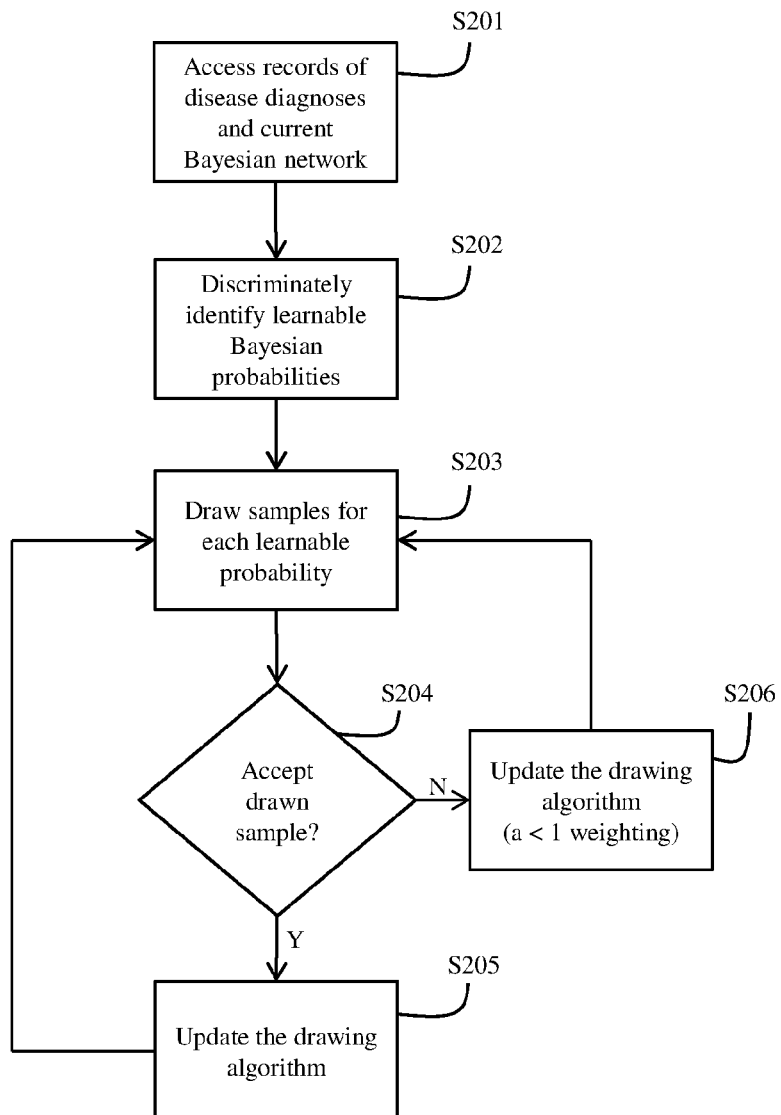 S201
Access records of
disease diagnoses
and current
Bayesian network
S202
Discriminately
identify learnable
Bayesian
probabilities
S203
Draw samples for
each learnable
probability
S204
Accept
drawn
sample?
N
S206
Update the drawing
algorithm
(a < 1 weighting)
Y
S205
Update the drawing
algorithm